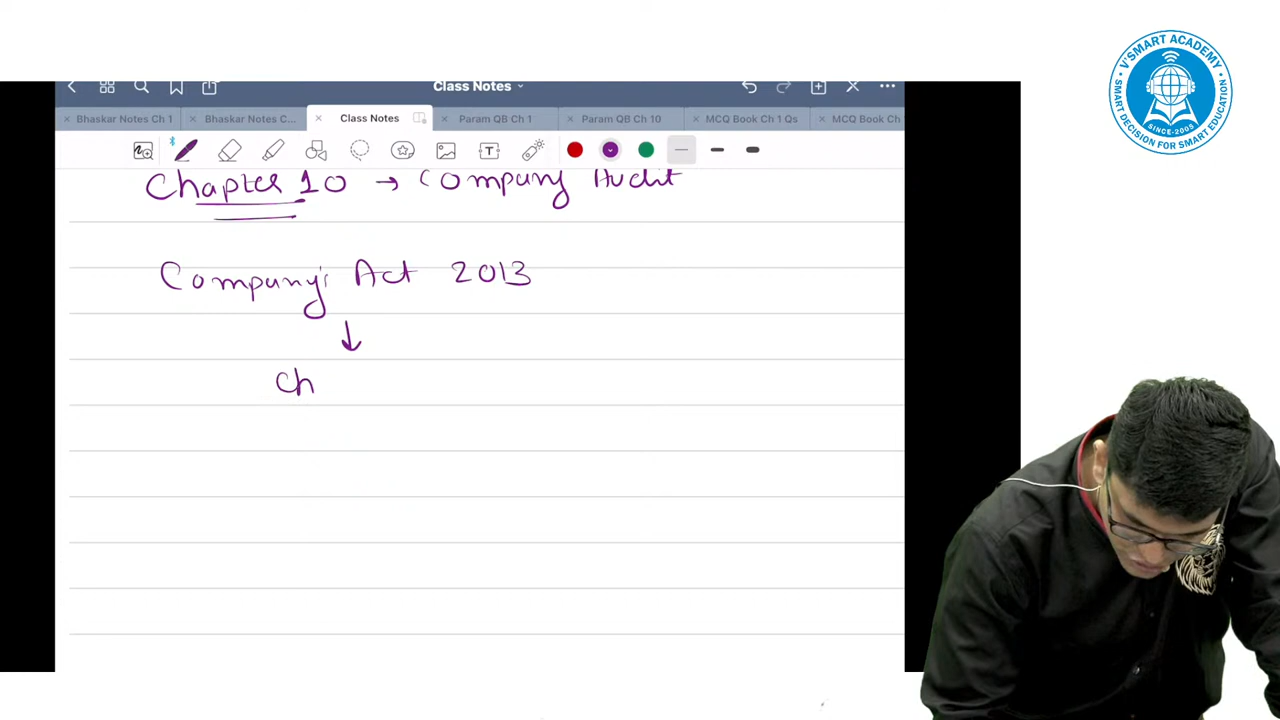 Class Notes
Bhaskar Notes Ch 1
Bhaskar Notes C...
Class Notes
Param QB Ch 1
Param QB Ch 10
MCQ Book Ch 1 Qs
MCQ Book Ch
Chapter 10 → Company Audit
Company's Act 2013
↓
Ch
V'SMART ACADEMY
SINCE-2005
SMART DECISION FOR SMART EDUCATION